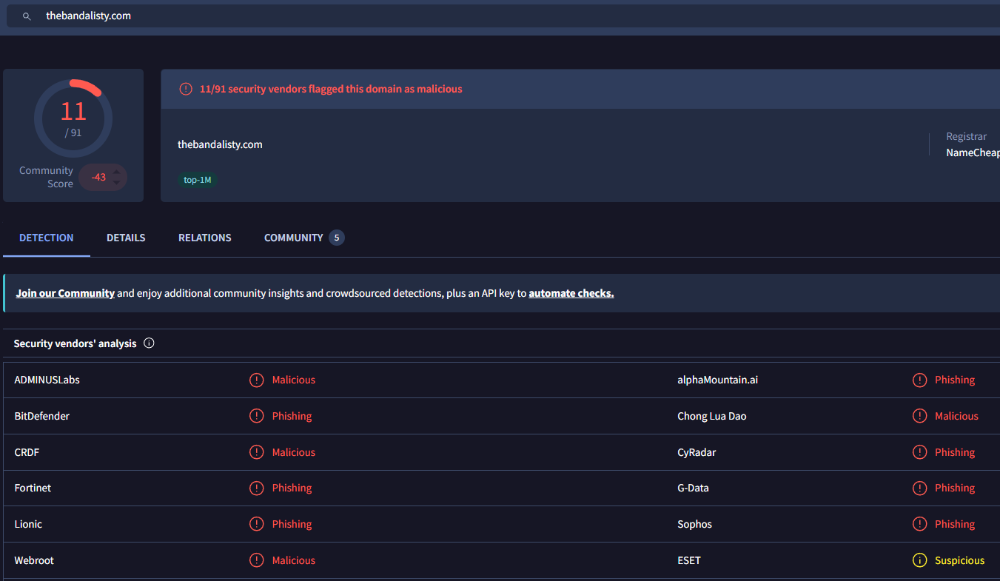 thebandalisty.com
11
/ 91
Community
Score
-43
11/91 security vendors flagged this domain as malicious
thebandalisty.com
top-1M
Registrar
NameCheap
DETECTION DETAILS RELATIONS COMMUNITY 5
Join our Community and enjoy additional community insights and crowdsourced detections, plus an API key to automate checks.
Security vendors' analysis
ADMINUSLabs Malicious alphaMountain.ai Phishing
BitDefender Phishing Chong Lua Dao Malicious
CRDF Malicious CyRadar Phishing
Fortinet Phishing G-Data Phishing
Lionic Phishing Sophos Phishing
Webroot Malicious ESET Suspicious